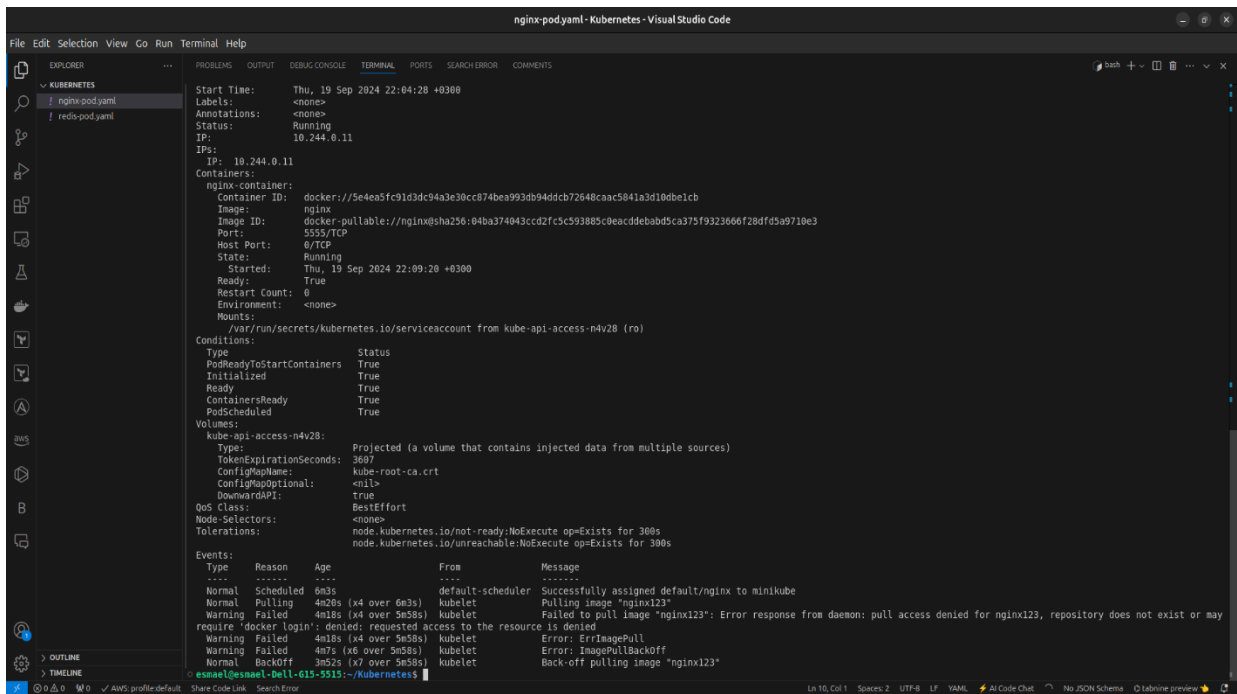 nginx-pod.yaml - Kubernetes - Visual Studio Code
File Edit Selection View Go Run Terminal Help
EXPLORER ...
KUBERNETES
! nginx-pod.yaml
! redis-pod.yaml
OUTLINE
TIMELINE
PROBLEMS OUTPUT DEBUG CONSOLE TERMINAL PORTS SEARCH ERROR COMMENTS
bash
Start Time: Thu, 19 Sep 2024 22:04:28 +0300
Labels: <none>
Annotations: <none>
Status: Running
IP: 10.244.0.11
IPs:
IP: 10.244.0.11
Containers:
nginx-container:
Container ID: docker://5e4ea5fc91d3dc94a3e30cc874bea993db94ddcb72648caac5841a3d10dbe1cb
Image: nginx
Image ID: docker-pullable://nginx@sha256:04ba374043ccd2fc5c593885c0eacddebabd5ca375f9323666f28dfd5a9710e3
Port: 5555/TCP
Host Port: 0/TCP
State: Running
Started: Thu, 19 Sep 2024 22:09:20 +0300
Ready: True
Restart Count: 0
Environment: <none>
Mounts:
/var/run/secrets/kubernetes.io/serviceaccount from kube-api-access-n4v28 (ro)
Conditions:
Type Status
PodReadyToStartContainers True
Initialized True
Ready True
ContainersReady True
PodScheduled True
Volumes:
kube-api-access-n4v28:
Type: Projected (a volume that contains injected data from multiple sources)
TokenExpirationSeconds: 3607
ConfigMapName: kube-root-ca.crt
ConfigMapOptional: <nil>
DownwardAPI: true
QoS Class: BestEffort
Node-Selectors: <none>
Tolerations: node.kubernetes.io/not-ready:NoExecute op=Exists for 300s
node.kubernetes.io/unreachable:NoExecute op=Exists for 300s
Events:
Type Reason Age From Message
---- ------ ---- ---- -------
Normal Scheduled 6m3s default-scheduler Successfully assigned default/nginx to minikube
Normal Pulling 4m20s (x4 over 6m3s) kubelet Pulling image "nginx123"
Warning Failed 4m18s (x4 over 5m58s) kubelet Failed to pull image "nginx123": Error response from daemon: pull access denied for nginx123, repository does not exist or may
require 'docker login': denied: requested access to the resource is denied
Warning Failed 4m18s (x4 over 5m58s) kubelet Error: ErrImagePull
Warning Failed 4m7s (x6 over 5m58s) kubelet Error: ImagePullBackOff
Normal BackOff 3m52s (x7 over 5m58s) kubelet Back-off pulling image "nginx123"
esmael@esmael-Dell-G15-5515:~/Kubernetes$
aws
B
0 0 W 0 AWS: profile:default Share Code Link Search Error Ln 10, Col 1 Spaces: 2 UTF-8 LF YAML AI Code Chat No JSON Schema tabnine preview